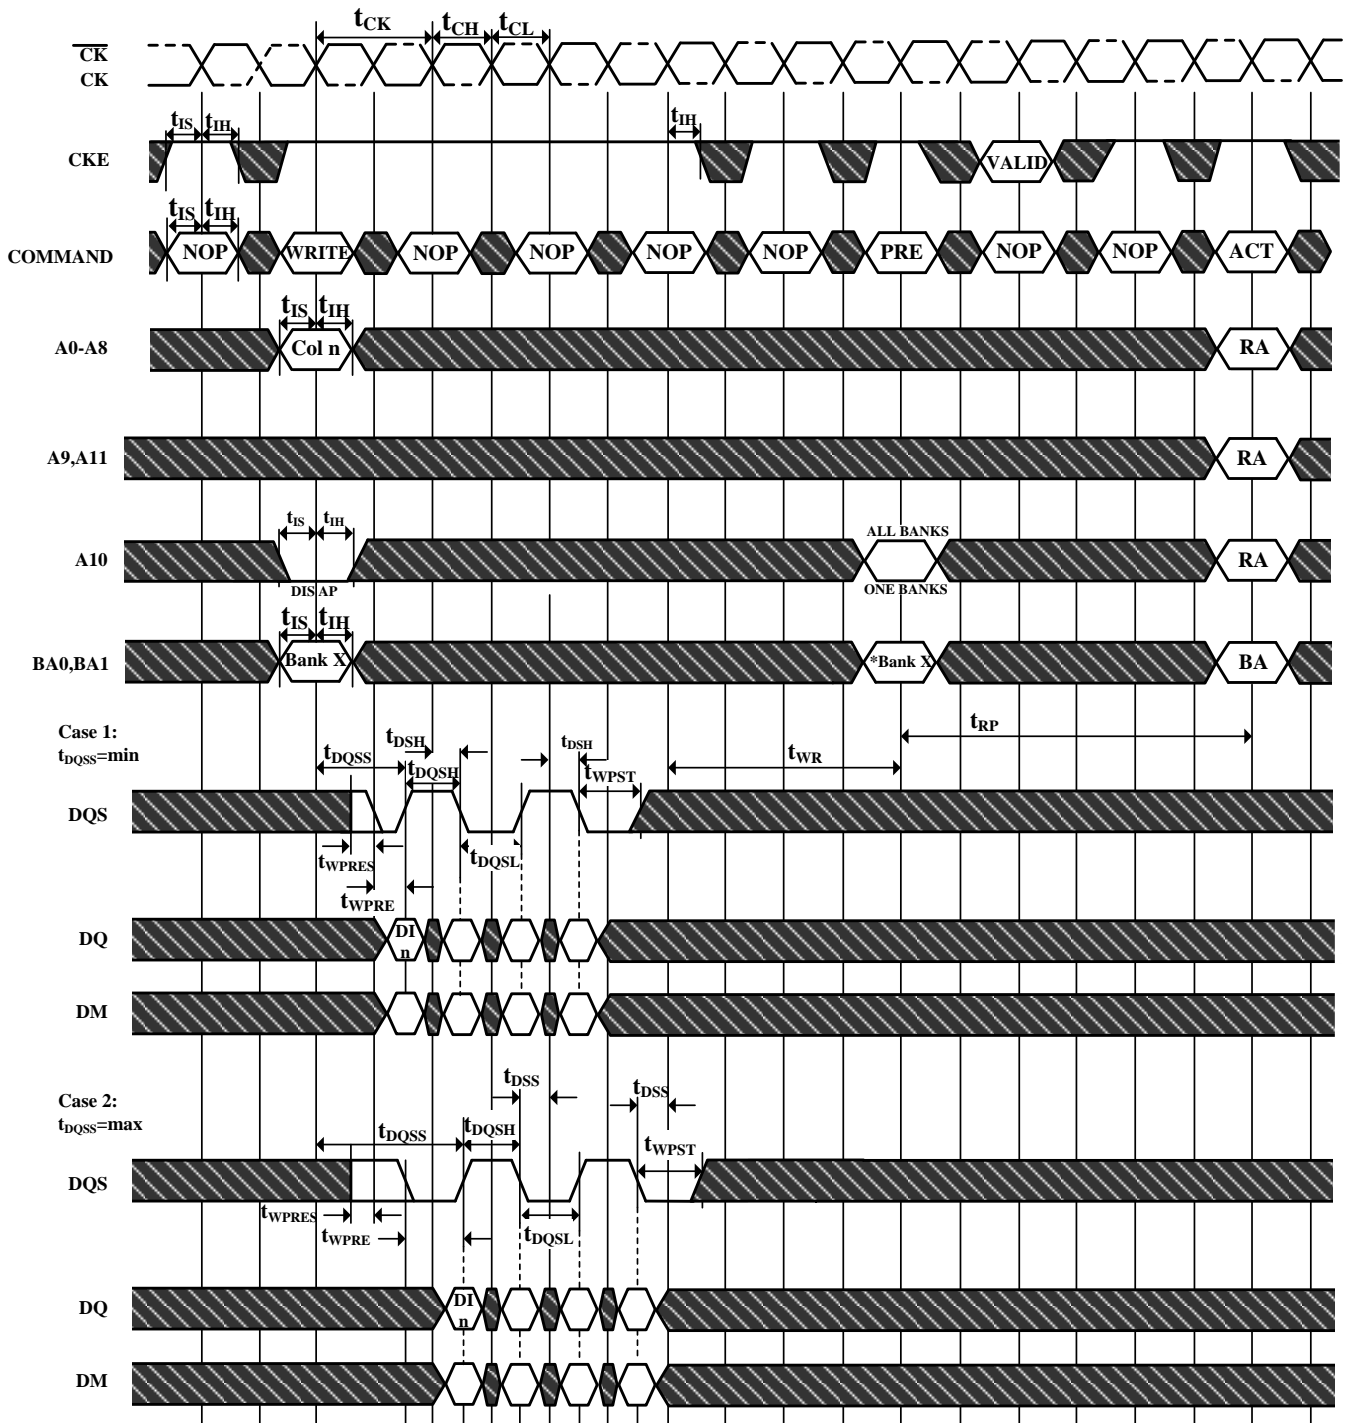 tCK tCH tCL
CK
CK
tIS tIH tIH
CKE VALID
tIS tIH
COMMAND NOP WRITE NOP NOP NOP NOP PRE NOP NOP ACT
tIS tIH
A0-A8 Col n RA
A9,A11 RA
tIS tIH ALL BANKS
A10 RA
DIS AP ONE BANKS
tIS tIH
BA0,BA1 Bank X *Bank X BA
Case 1:
tDQSS=min
tDSH tDSH tRP
tDQSS tDQSH tWPST tWR
DQS
tWPRES tDQSL
tWPRE
DQ DI
n
DM
tDSS tDSS
Case 2:
tDQSS=max
tDQSS tDQSH tWPST
DQS
tWPRES
tWPRE tDQSL
DQ DI
n
DM